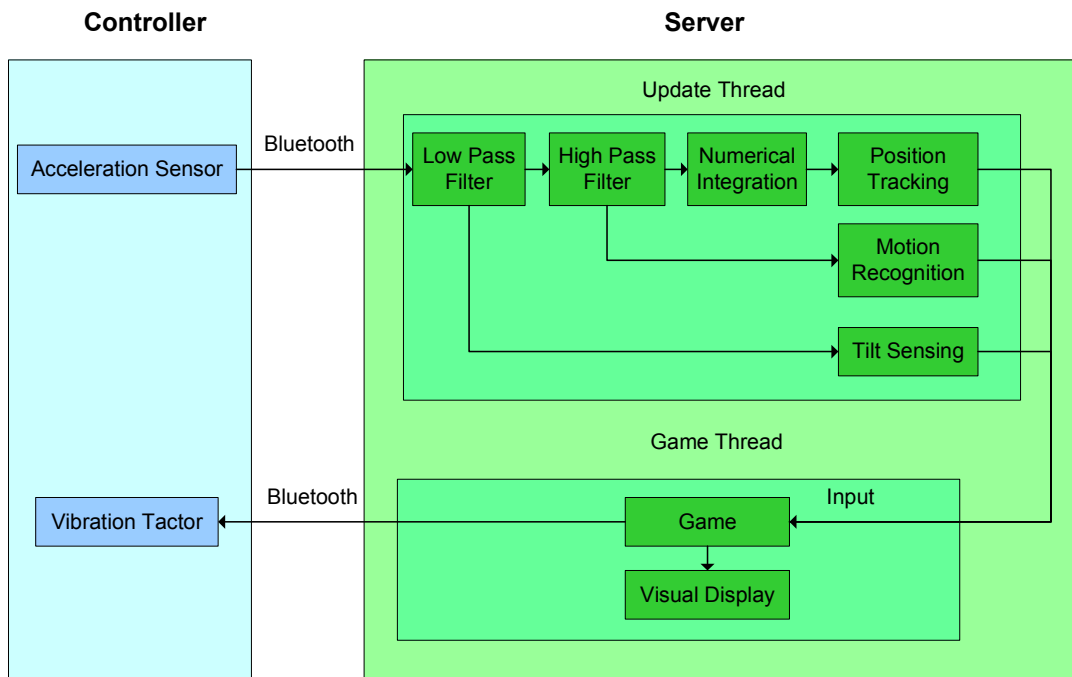 Controller
Server
Update Thread
Bluetooth
Acceleration Sensor
Low Pass
Filter
High Pass
Filter
Numerical
Integration
Position
Tracking
Motion
Recognition
Tilt Sensing
Game Thread
Bluetooth
Input
Vibration Tactor
Game
Visual Display